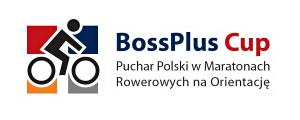 BossPlus Cup
Puchar Polski w Maratonach
Rowerowych na Orientację